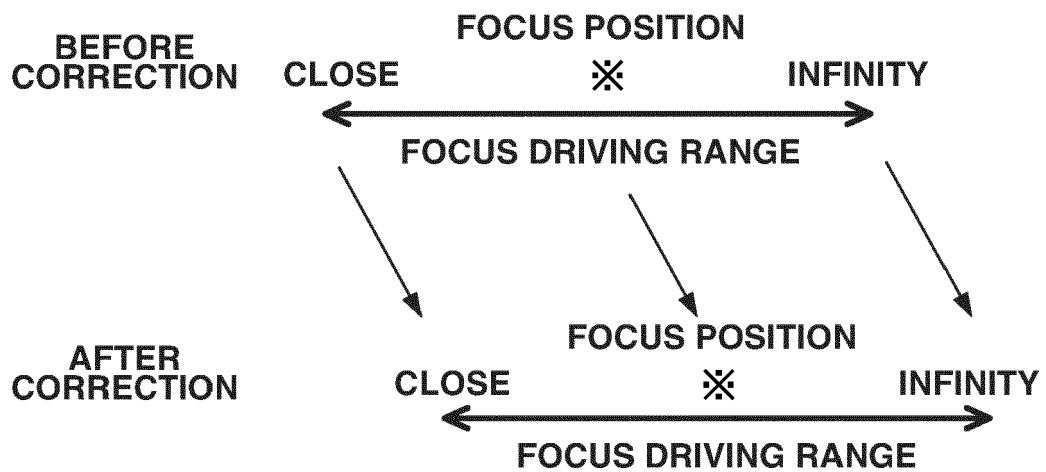 FOCUS POSITION
BEFORE
CORRECTION
CLOSE ※ INFINITY
FOCUS DRIVING RANGE
FOCUS POSITION
AFTER
CORRECTION
CLOSE ※ INFINITY
FOCUS DRIVING RANGE